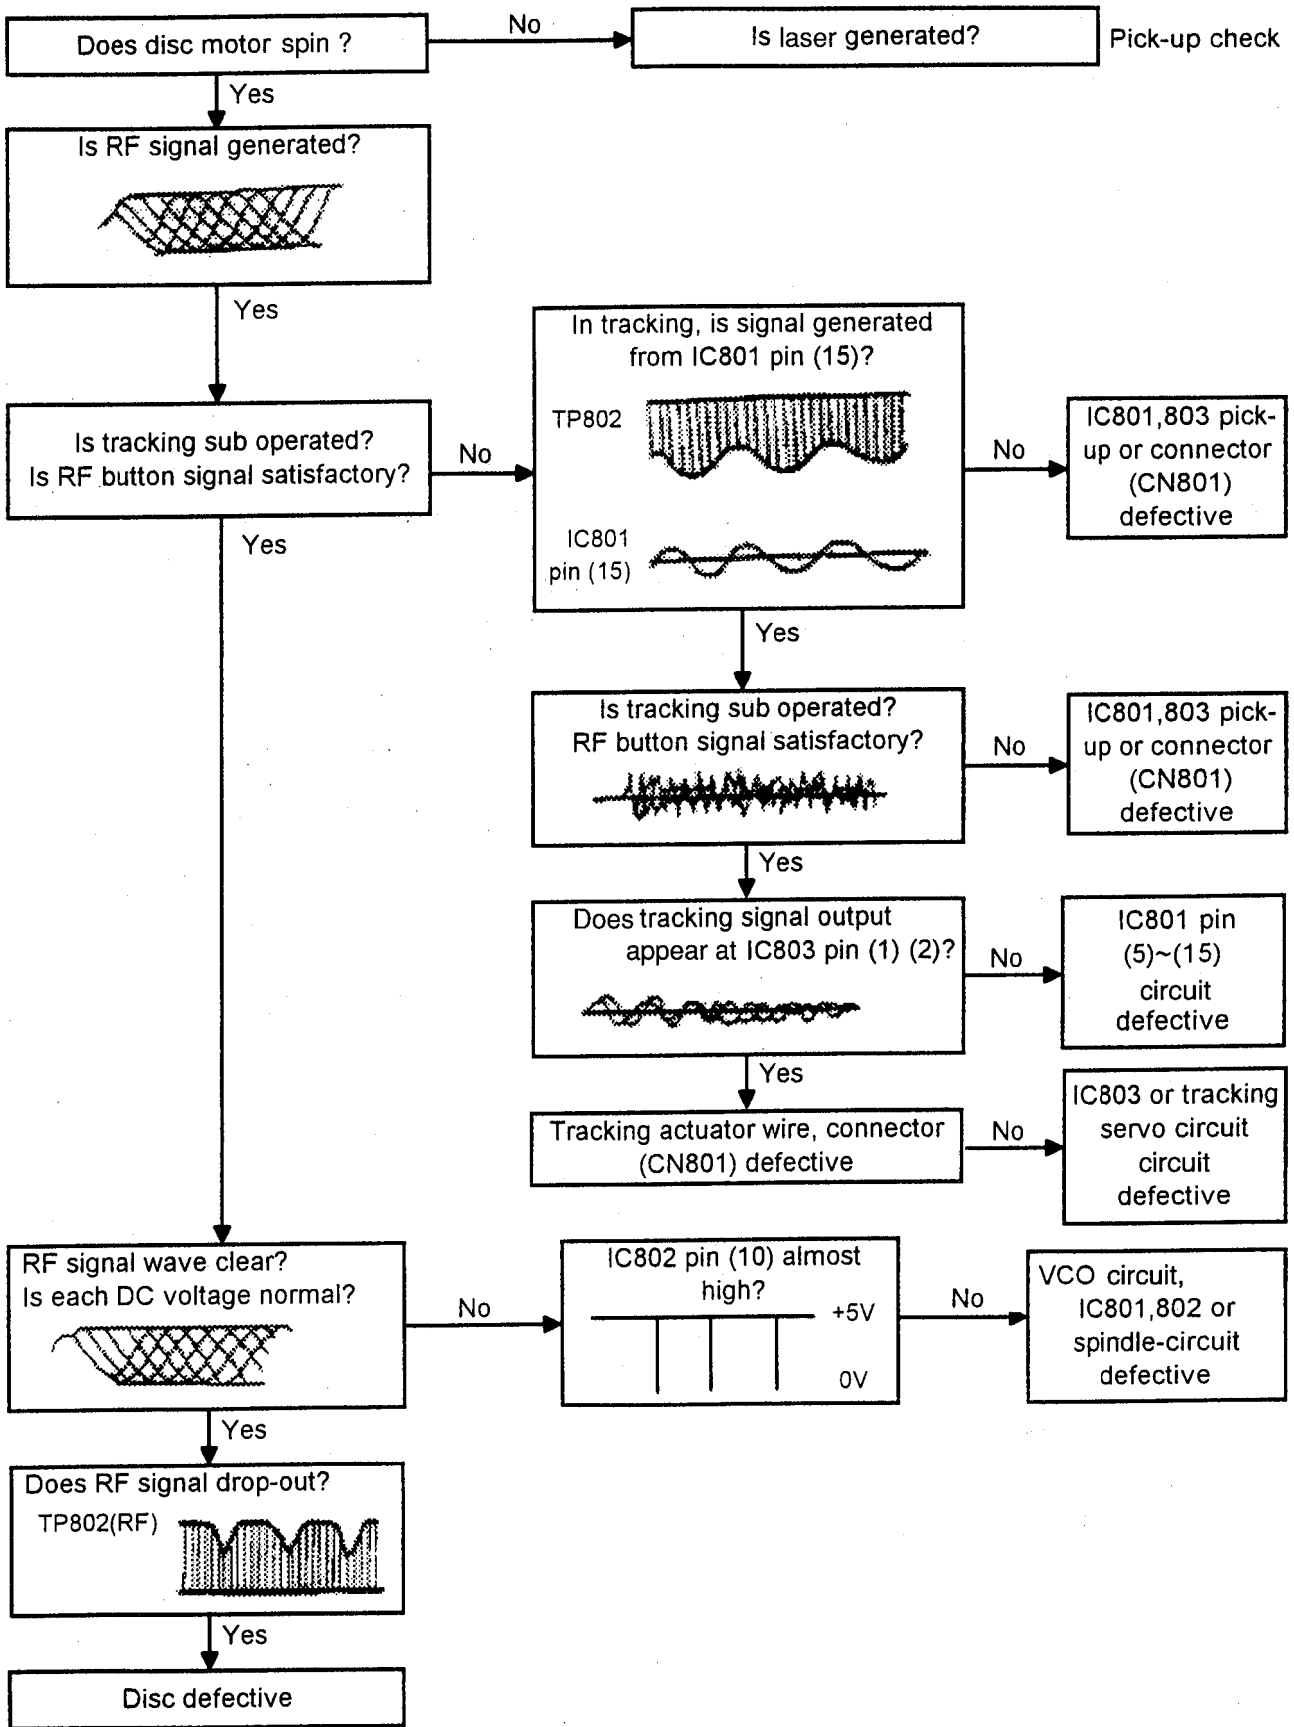 Does disc motor spin ?
No
Is laser generated?
Pick-up check
Yes
Is RF signal generated?
Yes
Is tracking sub operated?
Is RF button signal satisfactory?
No
In tracking, is signal generated
from IC801 pin (15)?
TP802
IC801
pin (15)
No
IC801,803 pick-
up or connector
(CN801)
defective
Yes
Yes
Is tracking sub operated?
RF button signal satisfactory?
No
IC801,803 pick-
up or connector
(CN801)
defective
Yes
Does tracking signal output
appear at IC803 pin (1) (2)?
No
IC801 pin
(5)~(15)
circuit
defective
Yes
Tracking actuator wire, connector
(CN801) defective
No
IC803 or tracking
servo circuit
circuit
defective
RF signal wave clear?
Is each DC voltage normal?
No
IC802 pin (10) almost
high?
+5V
0V
No
VCO circuit,
IC801,802 or
spindle-circuit
defective
Yes
Does RF signal drop-out?
TP802(RF)
Yes
Disc defective